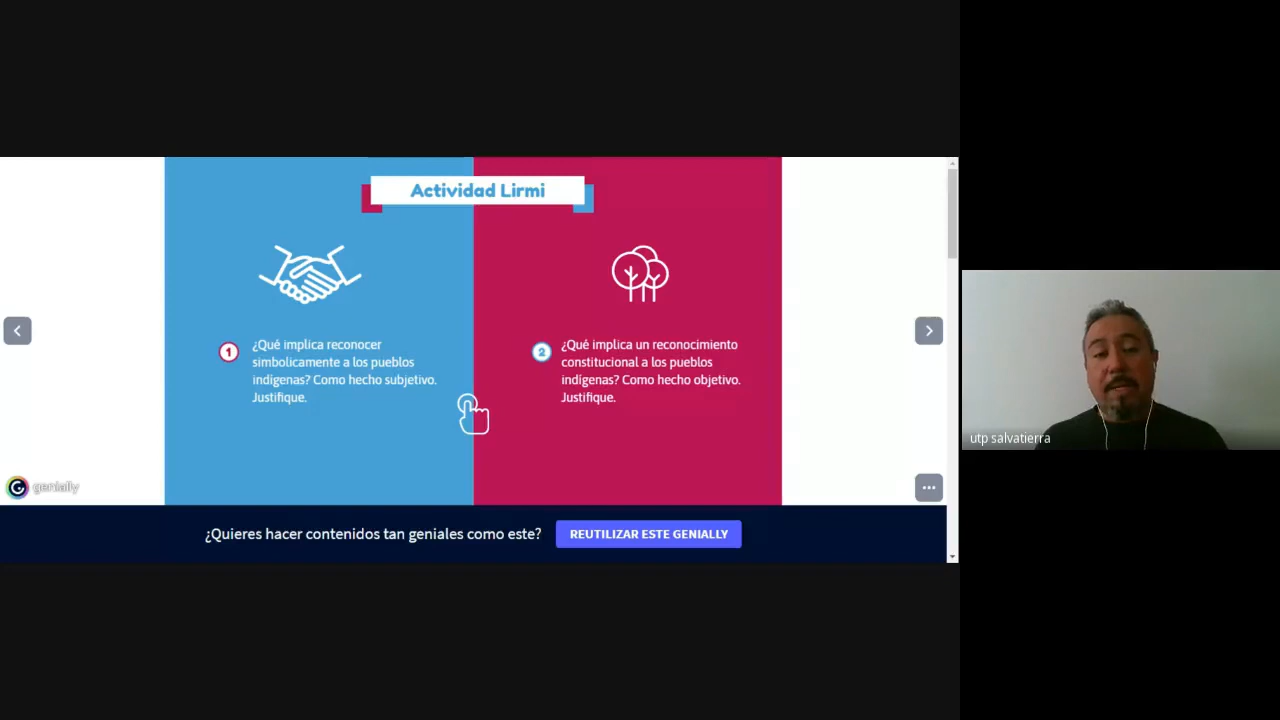 Actividad Lirmi
1
¿Qué implica reconocer
simbolicamente a los pueblos
indígenas? Como hecho subjetivo.
Justifique.
2
¿Qué implica un reconocimiento
constitucional a los pueblos
indígenas? Como hecho objetivo.
Justifique.
genially
¿Quieres hacer contenidos tan geniales como este?
REUTILIZAR ESTE GENIALLY
utp salvatierra